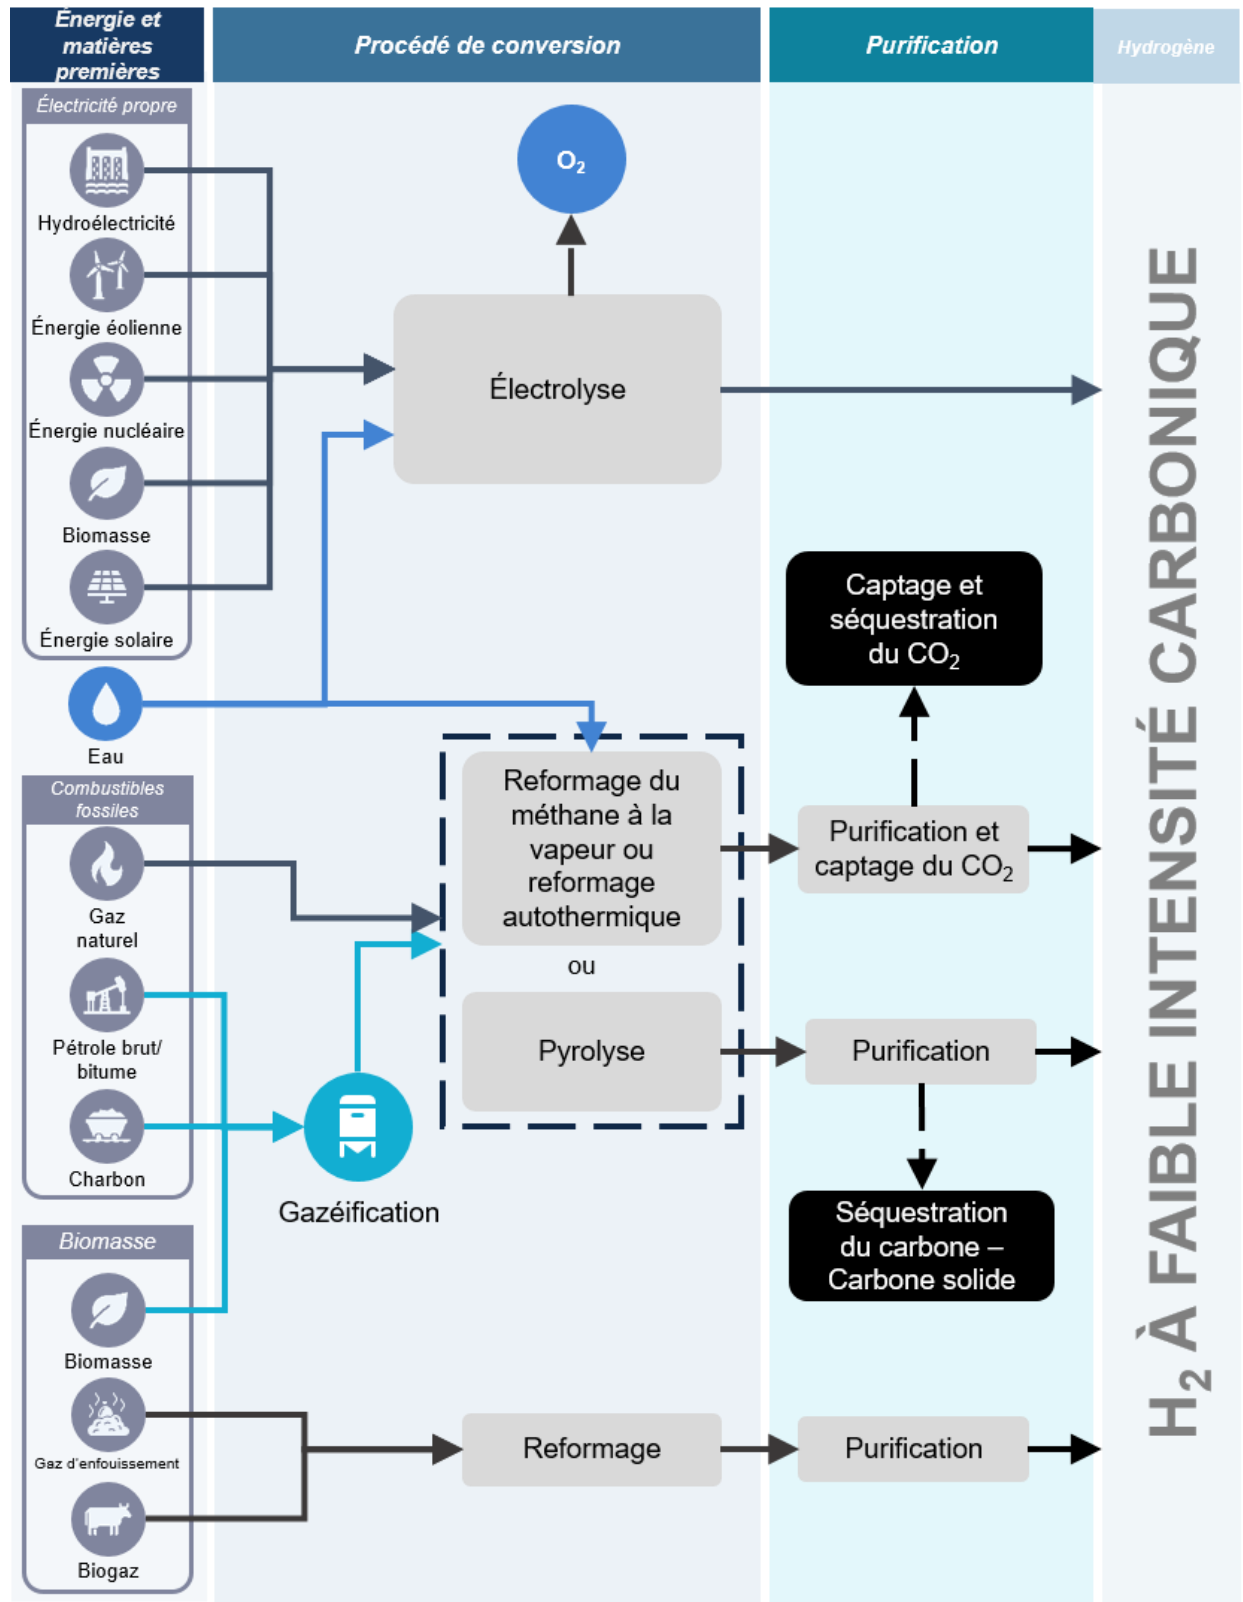 Énergie et
matières
premières
Procédé de conversion
Purification
Hydrogène
Électricité propre
Hydroélectricité
Énergie éolienne
Énergie nucléaire
Biomasse
Énergie solaire
Eau
O₂
Électrolyse
Combustibles
fossiles
Gaz
naturel
Pétrole brut/
bitume
Charbon
Gazéification
Reformage du
méthane à la
vapeur ou
reformage
autothermique
ou
Pyrolyse
Captage et
séquestration
du CO₂
Purification et
captage du CO₂
Purification
Séquestration
du carbone –
Carbone solide
Biomasse
Biomasse
Gaz d'enfouissement
Biogaz
Reformage
Purification
H₂ À FAIBLE INTENSITÉ CARBONIQUE